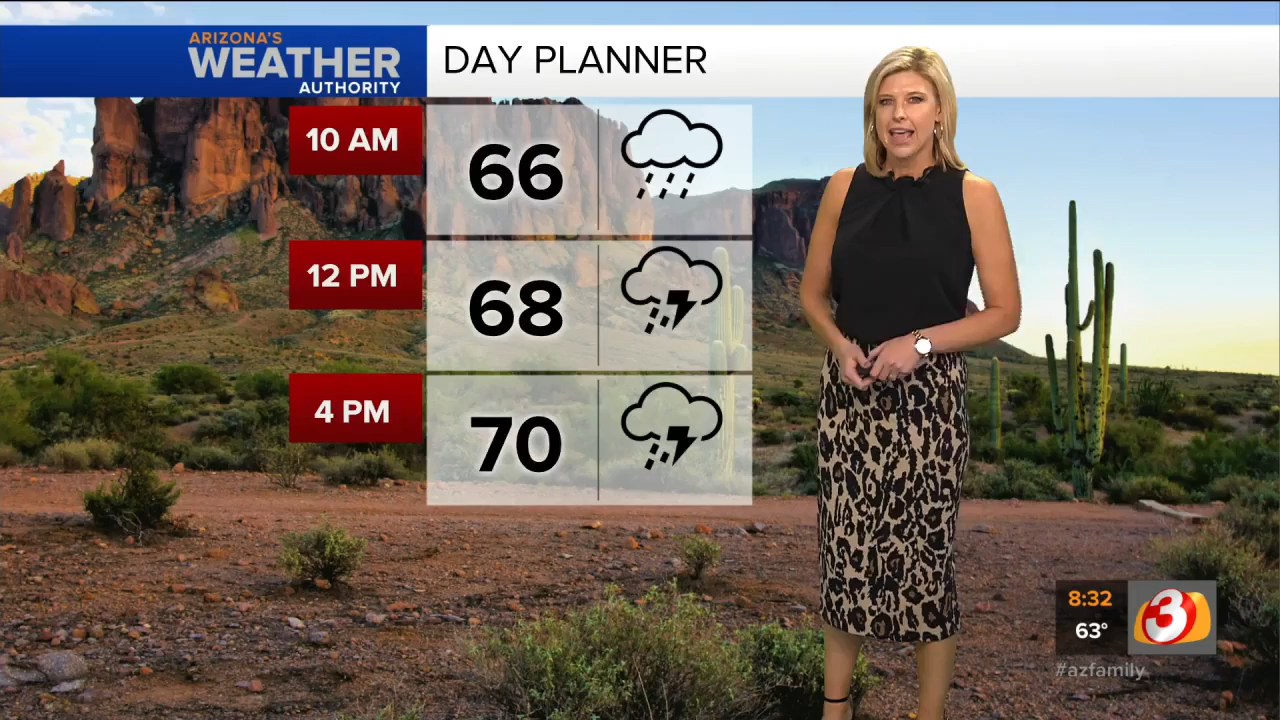 ARIZONA'S
WEATHER
AUTHORITY
DAY PLANNER
10 AM
66
12 PM
68
4 PM
70
8:32
63°
3
#azfamily